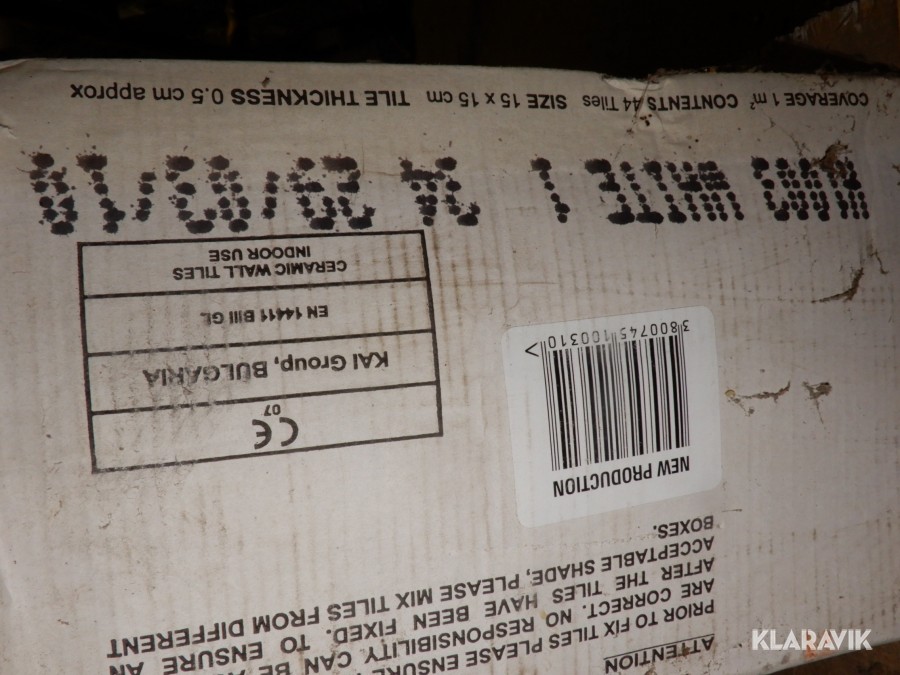 ATTENTION
PRIOR TO FIX TILES PLEASE ENSURE
ARE CORRECT. NO RESPONSIBILITY CAN BE
AFTER THE TILES HAVE BEEN FIXED. TO ENSURE AN
ACCEPTABLE SHADE, PLEASE MIX TILES FROM DIFFERENT
BOXES.
NEW PRODUCTION
3 800745 100310 >
CE
07
KAI Group, BULGARIA
EN 14411 BIII GL
CERAMIC WALL TILES
INDOOR USE
WHITE 1
COVERAGE 1 m² CONTENTS 44 Tiles SIZE 15 x 15 cm TILE THICKNESS 0.5 cm approx
KLARAVIK